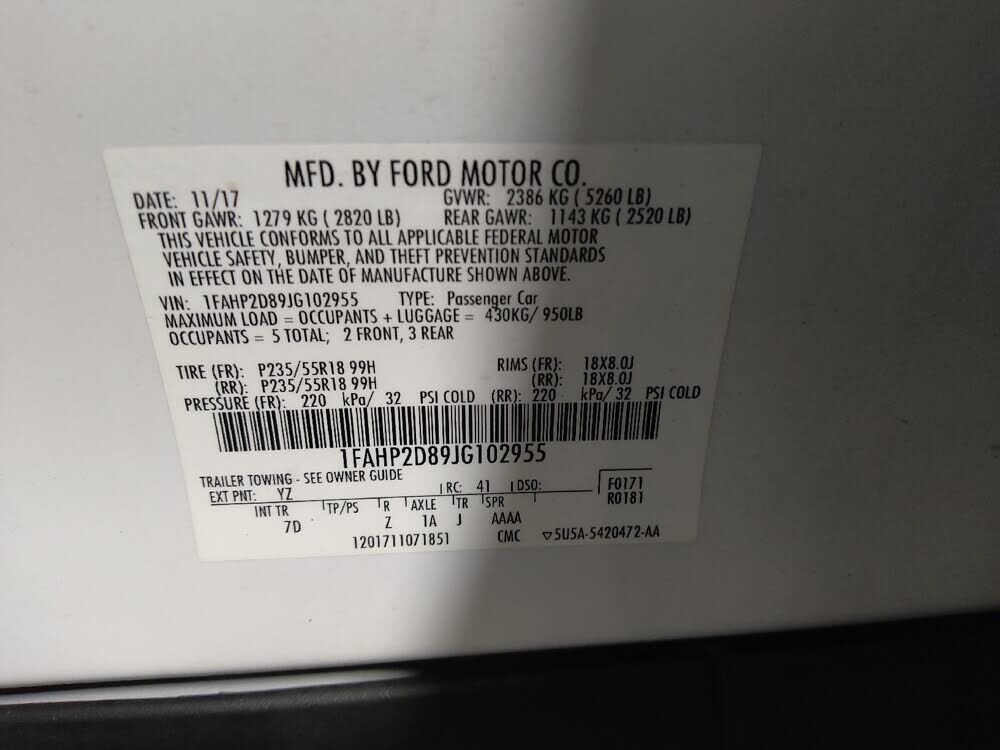 MFD. BY FORD MOTOR CO.
DATE: 11/17 GVWR: 2386 KG ( 5260 LB)
FRONT GAWR: 1279 KG ( 2820 LB) REAR GAWR: 1143 KG ( 2520 LB)
THIS VEHICLE CONFORMS TO ALL APPLICABLE FEDERAL MOTOR
VEHICLE SAFETY, BUMPER, AND THEFT PREVENTION STANDARDS
IN EFFECT ON THE DATE OF MANUFACTURE SHOWN ABOVE.
VIN: 1FAHP2D89JG102955 TYPE: Passenger Car
MAXIMUM LOAD = OCCUPANTS + LUGGAGE = 430KG/ 950LB
OCCUPANTS = 5 TOTAL; 2 FRONT, 3 REAR
TIRE (FR): P235/55R18 99H RIMS (FR): 18X8.0J
(RR): P235/55R18 99H (RR): 18X8.0J
PRESSURE (FR): 220 kPa/ 32 PSI COLD (RR): 220 kPa/ 32 PSI COLD
1FAHP2D89JG102955
TRAILER TOWING - SEE OWNER GUIDE
EXT PNT: YZ RC: 41 DSO: F0171
R0181
INT TR TP/PS R AXLE TR SPR
7D Z 1A J AAAA
1201711071851 CMC ▽5U5A-5420472-AA